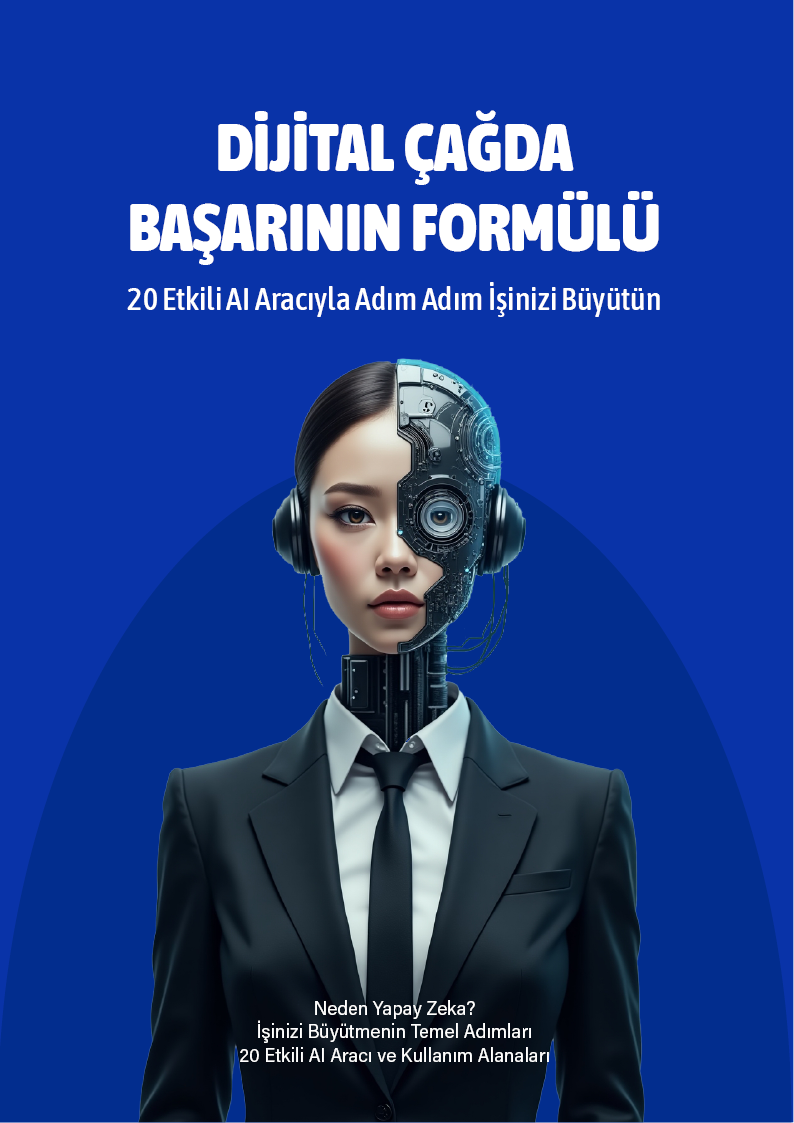 DİJİTAL ÇAĞDA
BAŞARININ FORMÜLÜ
20 Etkili AI Aracıyla Adım Adım İşinizi Büyütün
Neden Yapay Zeka?
İşinizi Büyütmenin Temel Adımları
20 Etkili AI Aracı ve Kullanım Alanaları